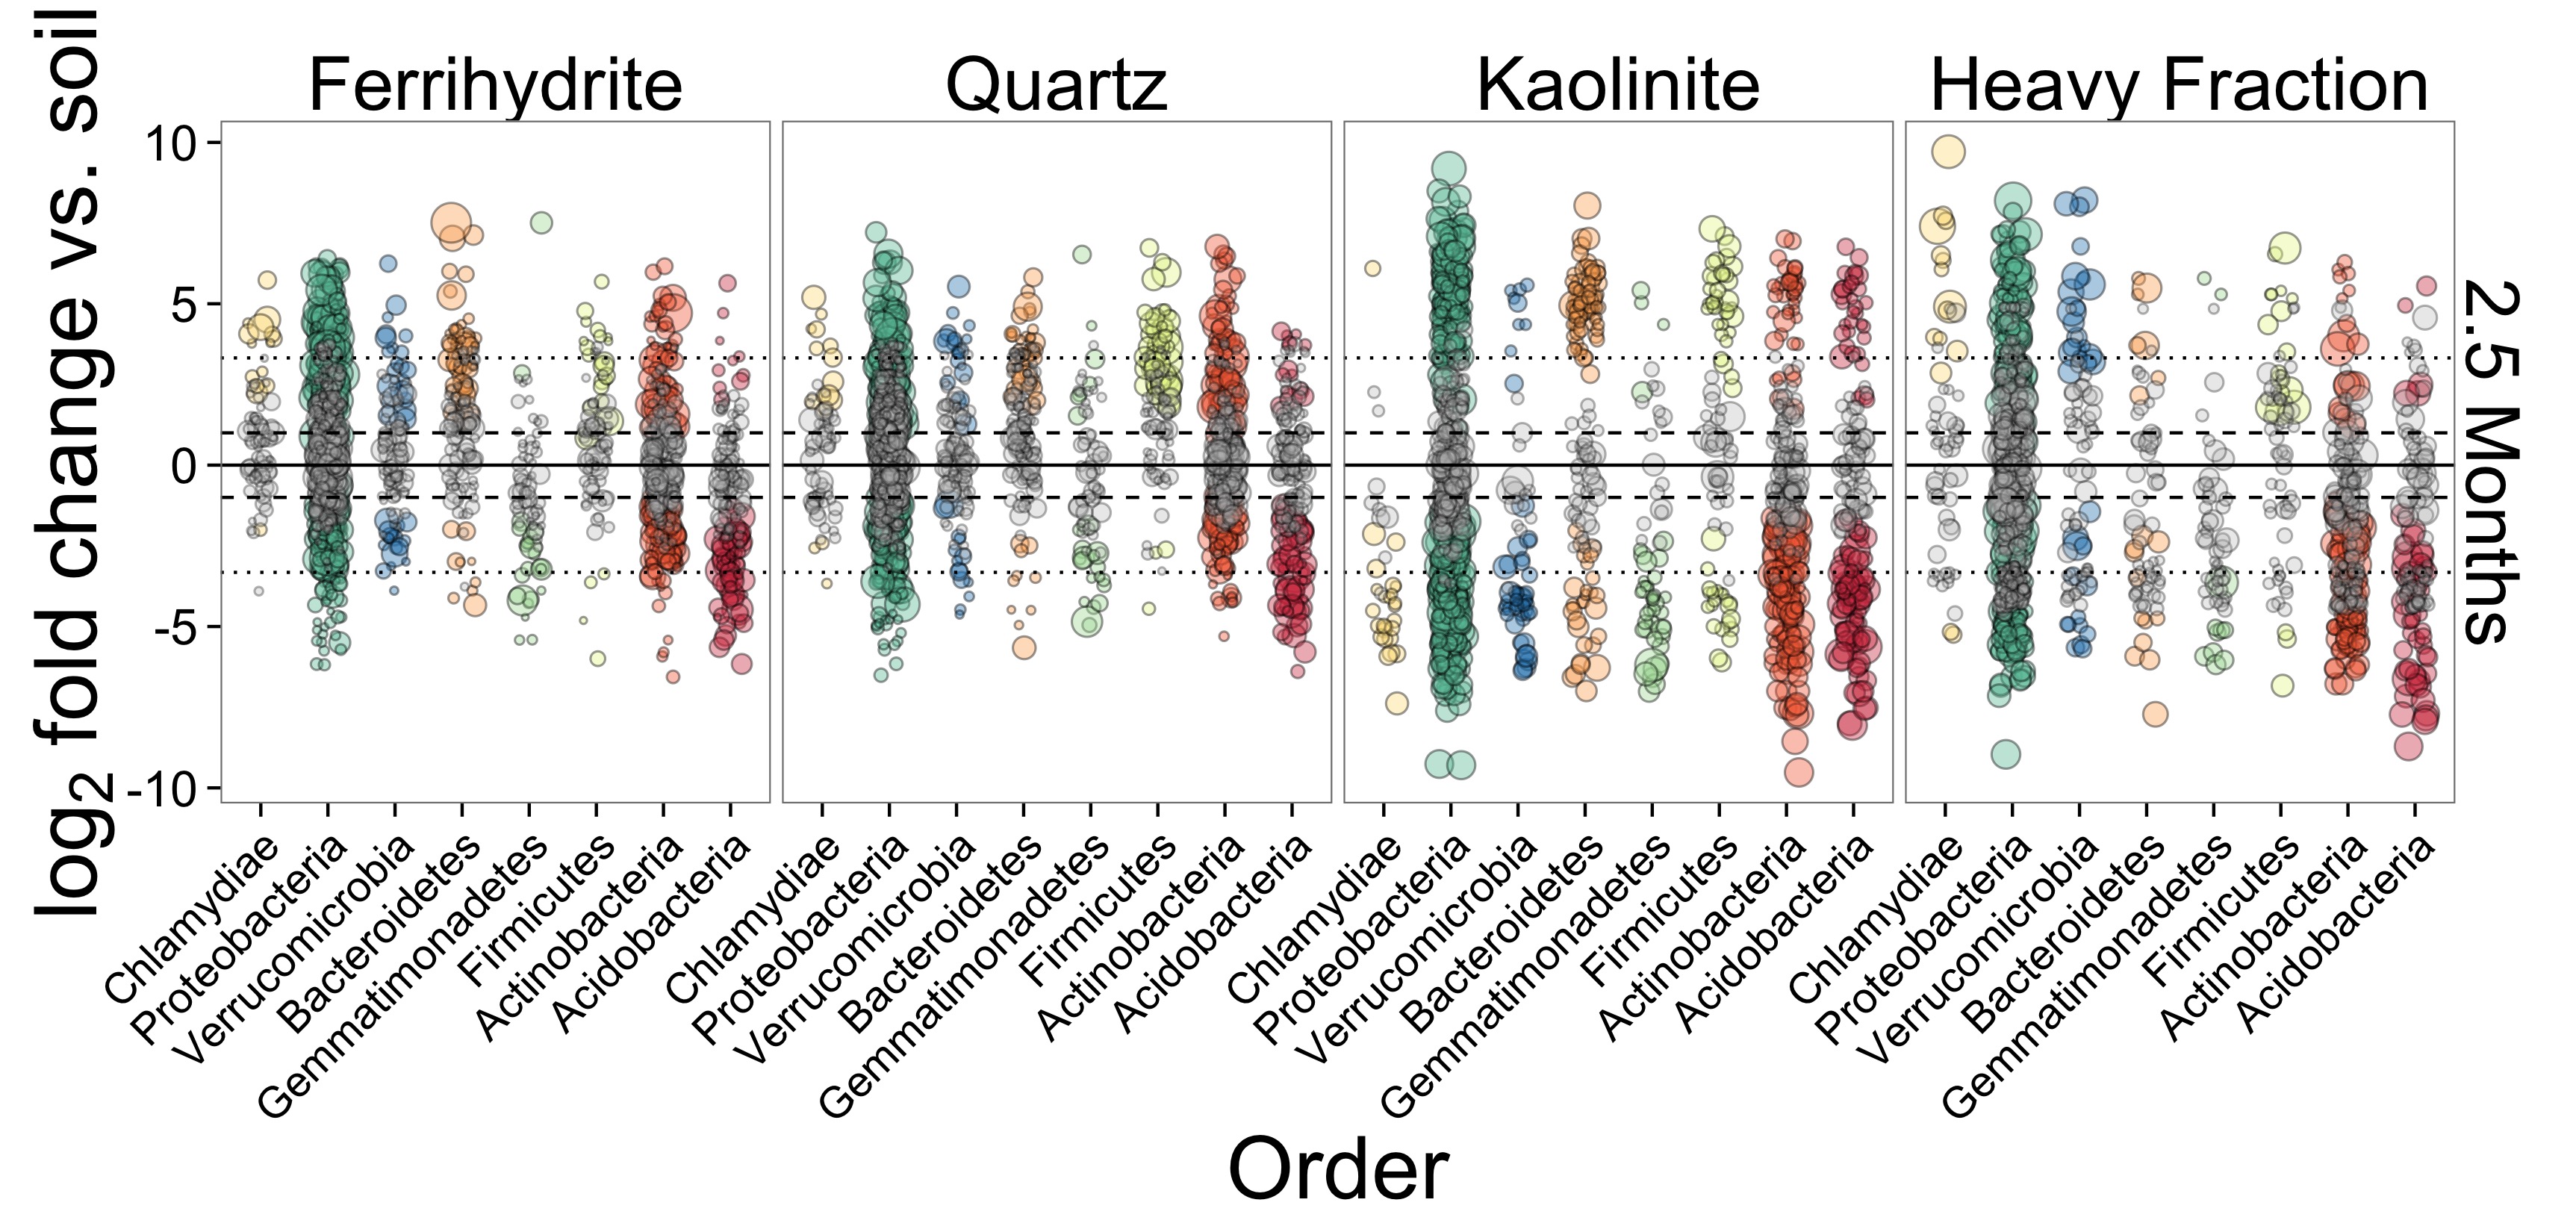 log2 fold change vs. soil
Ferrihydrite
Quartz
Kaolinite
Heavy Fraction
10
5
0
-5
-10
2.5 Months
Chlamydiae
Proteobacteria
Verrucomicrobia
Bacteroidetes
Gemmatimonadetes
Firmicutes
Actinobacteria
Acidobacteria
Chlamydiae
Proteobacteria
Verrucomicrobia
Bacteroidetes
Gemmatimonadetes
Firmicutes
Actinobacteria
Acidobacteria
Chlamydiae
Proteobacteria
Verrucomicrobia
Bacteroidetes
Gemmatimonadetes
Firmicutes
Actinobacteria
Acidobacteria
Chlamydiae
Proteobacteria
Verrucomicrobia
Bacteroidetes
Gemmatimonadetes
Firmicutes
Actinobacteria
Acidobacteria
Order